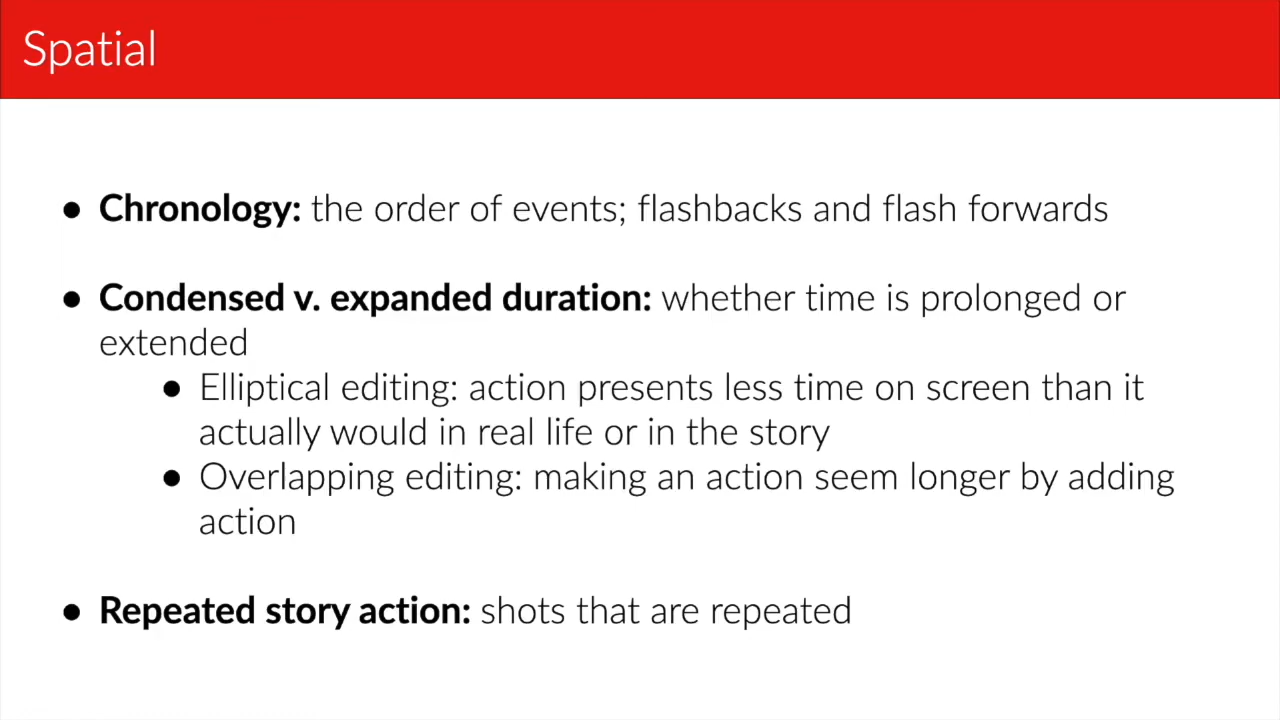 Spatial
● Chronology: the order of events; flashbacks and flash forwards
● Condensed v. expanded duration: whether time is prolonged or
extended
● Elliptical editing: action presents less time on screen than it
actually would in real life or in the story
● Overlapping editing: making an action seem longer by adding
action
● Repeated story action: shots that are repeated